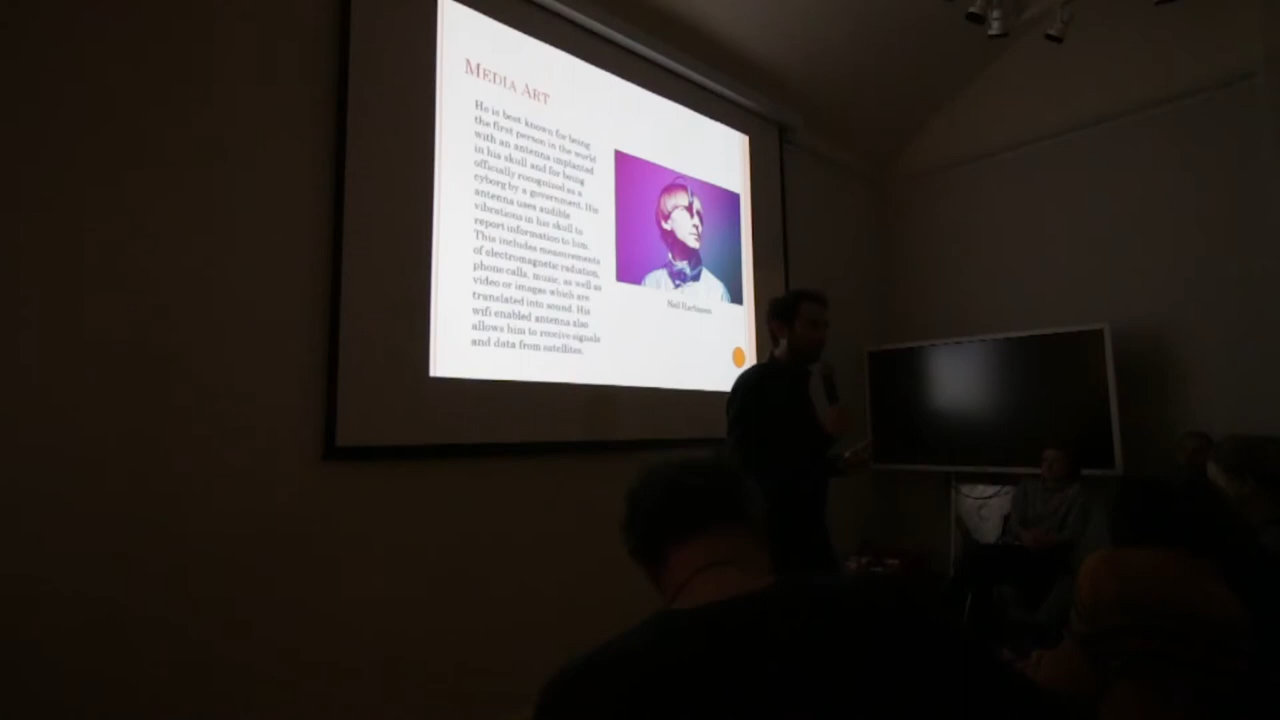 MEDIA ART
He is best known for being
the first person in the world
with an antenna implanted
in his skull and for being
officially recognized as a
cyborg by a government. His
antenna uses audible
vibrations in his skull to
report information to him.
This includes measurements
of electromagnetic radiation,
phone calls, music, as well as
video or images which are
translated into sound. His
wifi enabled antenna also
allows him to receive signals
and data from satellites.
Neil Harbisson